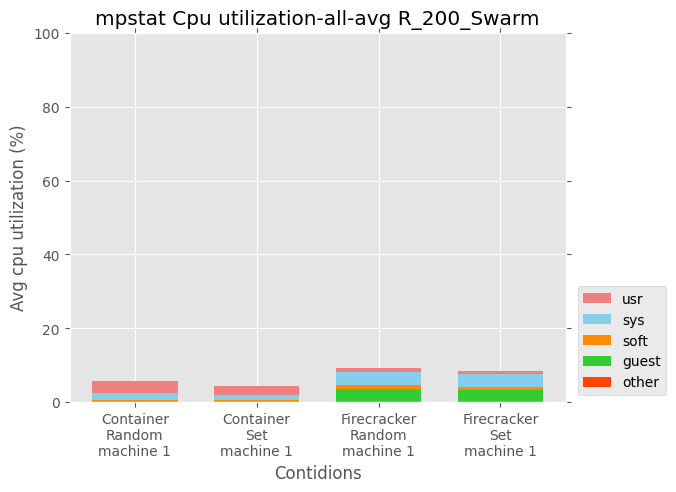 mpstat Cpu utilization-all-avg R_200_Swarm
Avg cpu utilization (%)
100
80
60
40
20
0
Container
Random
machine 1
Container
Set
machine 1
Firecracker
Random
machine 1
Firecracker
Set
machine 1
Contidions
usr
sys
soft
guest
other